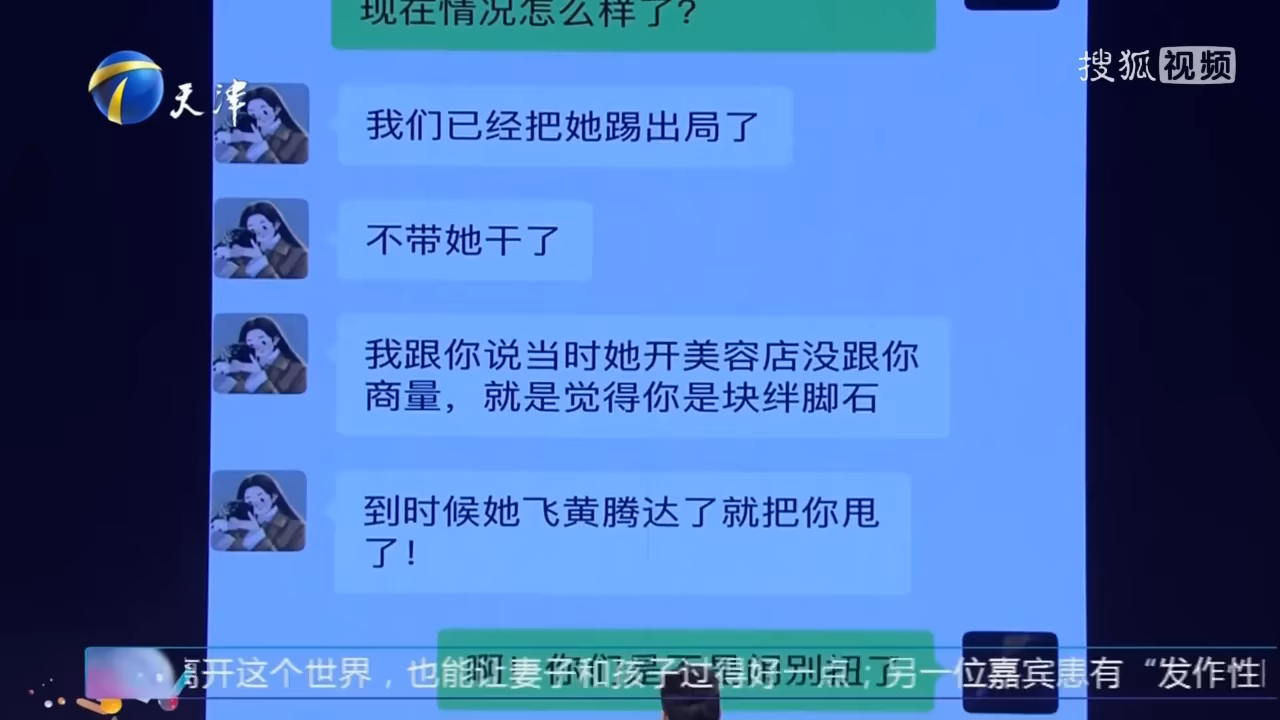 现在情况怎么样了?
天津
搜狐视频
我们已经把她踢出局了
不带她干了
我跟你说当时她开美容店没跟你
商量，就是觉得你是块绊脚石
到时候她飞黄腾达了就把你甩
了!
离开这个世界，也能让妻子和孩子过得好一点；另一位嘉宾患有“发作性